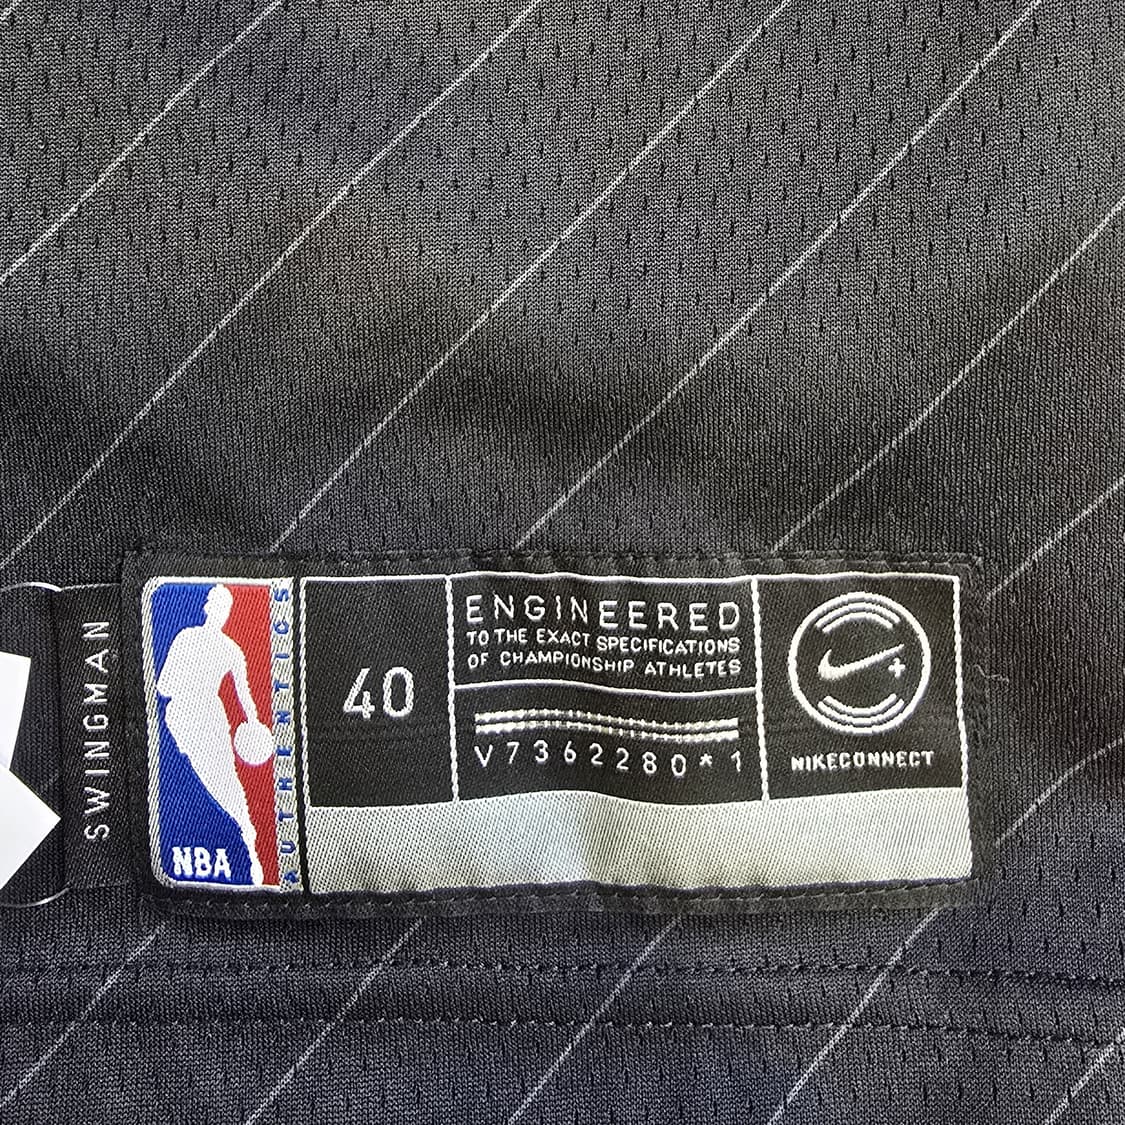 SWINGMAN
NBA
AUTHENTICS
40
ENGINEERED
TO THE EXACT SPECIFICATIONS
OF CHAMPIONSHIP ATHLETES
V7362280*1
NIKECONNECT